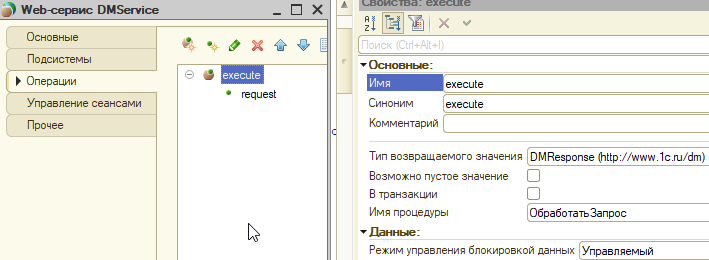 Web-сервис DMService
Основные
Подсистемы
Операции
Управление сеансами
Прочее
execute
request
Свойства: execute
Поиск (Ctrl+Alt+I)
Основные:
Имя execute
Синоним execute
Комментарий
Тип возвращаемого значения DMResponse (http://www.1c.ru/dm)
Возможно пустое значение
В транзакции
Имя процедуры ОбработатьЗапрос
Данные:
Режим управления блокировкой данных Управляемый